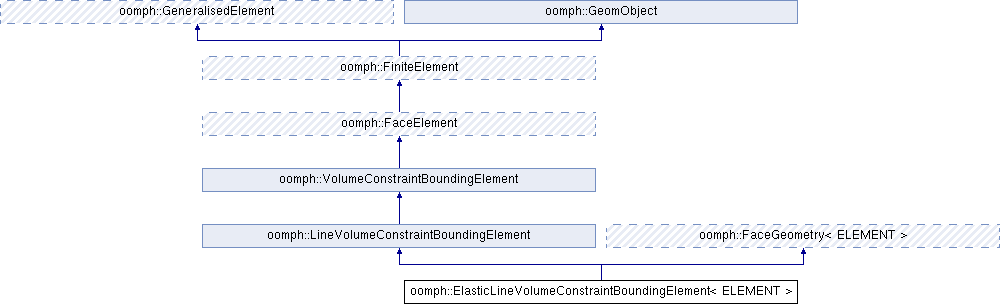 oomph::GeneralisedElement
oomph::GeomObject
oomph::FiniteElement
oomph::FaceElement
oomph::VolumeConstraintBoundingElement
oomph::LineVolumeConstraintBoundingElement
oomph::FaceGeometry< ELEMENT >
oomph::ElasticLineVolumeConstraintBoundingElement< ELEMENT >